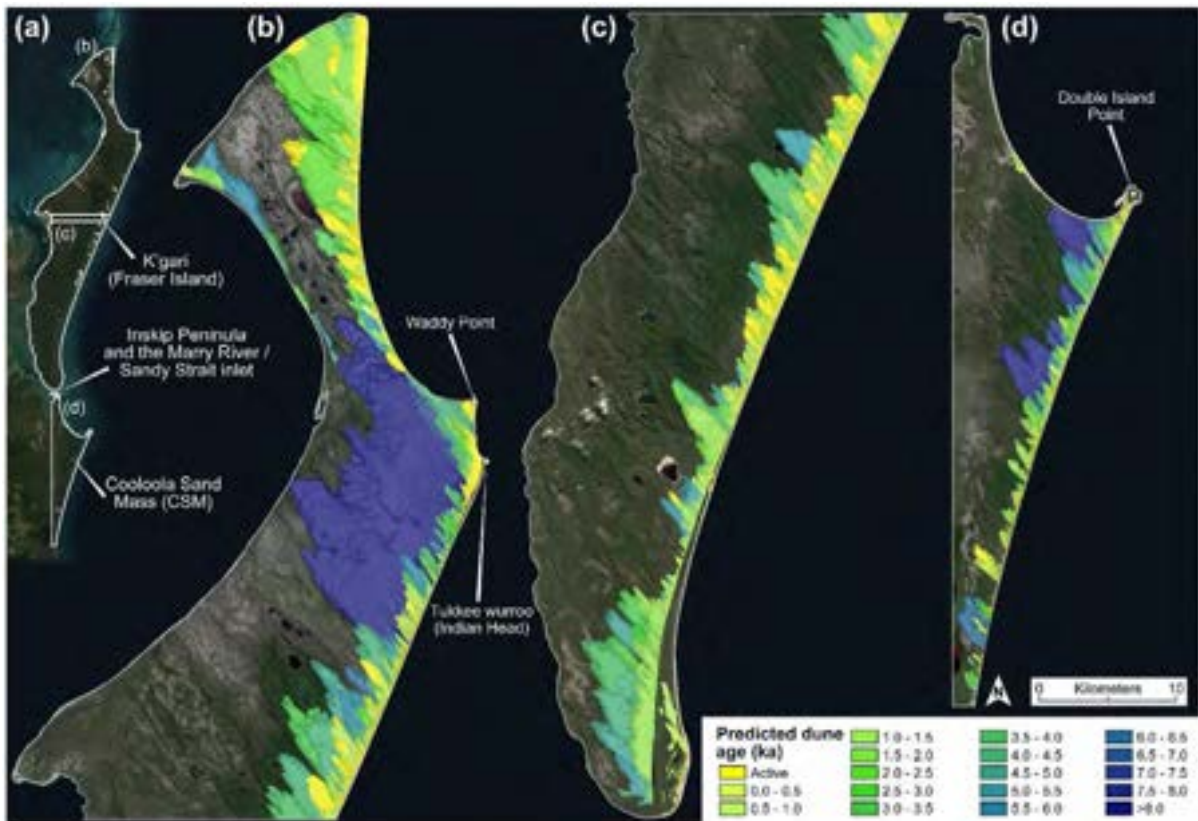 (a)
(b)
(c)
(d)
(b)
(c)
K'gari
(Fraser Island)
Inskip Peninula
and the Marry River /
Sandy Strait inlet
(d)
Cooloola Sand
Mass (CSM)
Waddy Point
Tukkee wurroo
(Indian Head)
Double Island
Point
N
0 Kilometers 10
Predicted dune
age (ka)
Active
0.0 - 0.5
0.5 - 1.0
1.0 - 1.5
1.5 - 2.0
2.0 - 2.5
2.5 - 3.0
3.0 - 3.5
3.5 - 4.0
4.0 - 4.5
4.5 - 5.0
5.0 - 5.5
5.5 - 6.0
6.0 - 6.5
6.5 - 7.0
7.0 - 7.5
7.5 - 8.0
>8.0